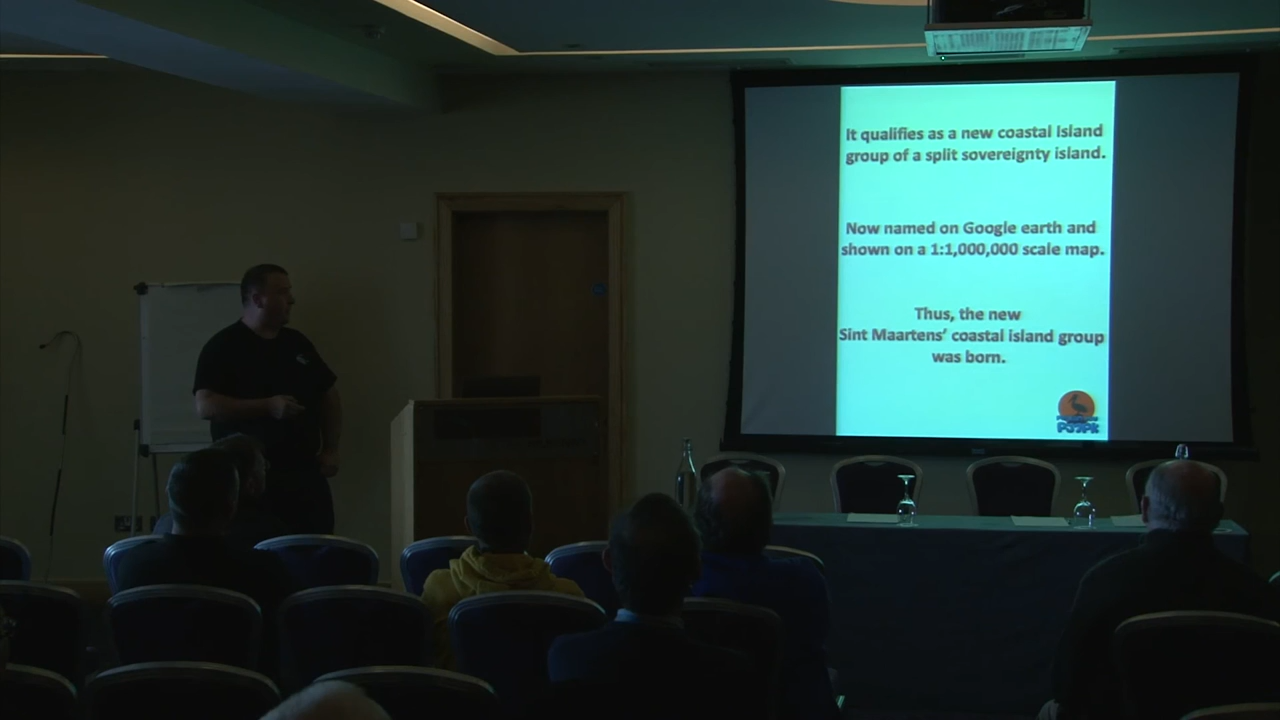 It qualifies as a new coastal Island
group of a split sovereignty island.
Now named on Google earth and
shown on a 1:1,000,000 scale map.
Thus, the new
Sint Maartens’ coastal island group
was born.
PJ7PK